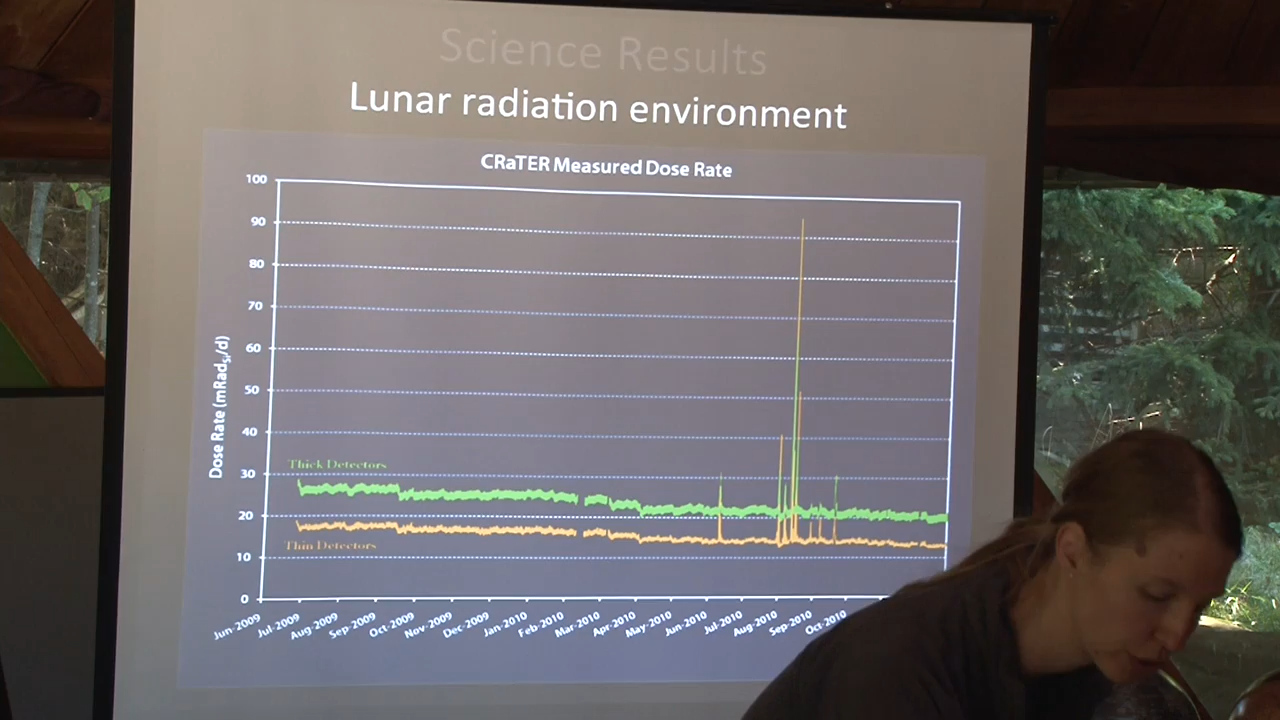 Science Results
Lunar radiation environment
CRaTER Measured Dose Rate
100
90
80
70
60
50
40
30
20
10
0
Dose Rate (mRadSi/d)
Thick Detectors
Thin Detectors
Jun-2009 Jul-2009 Aug-2009 Sep-2009 Oct-2009 Nov-2009 Dec-2009 Jan-2010 Feb-2010 Mar-2010 Apr-2010 May-2010 Jun-2010 Jul-2010 Aug-2010 Sep-2010 Oct-2010